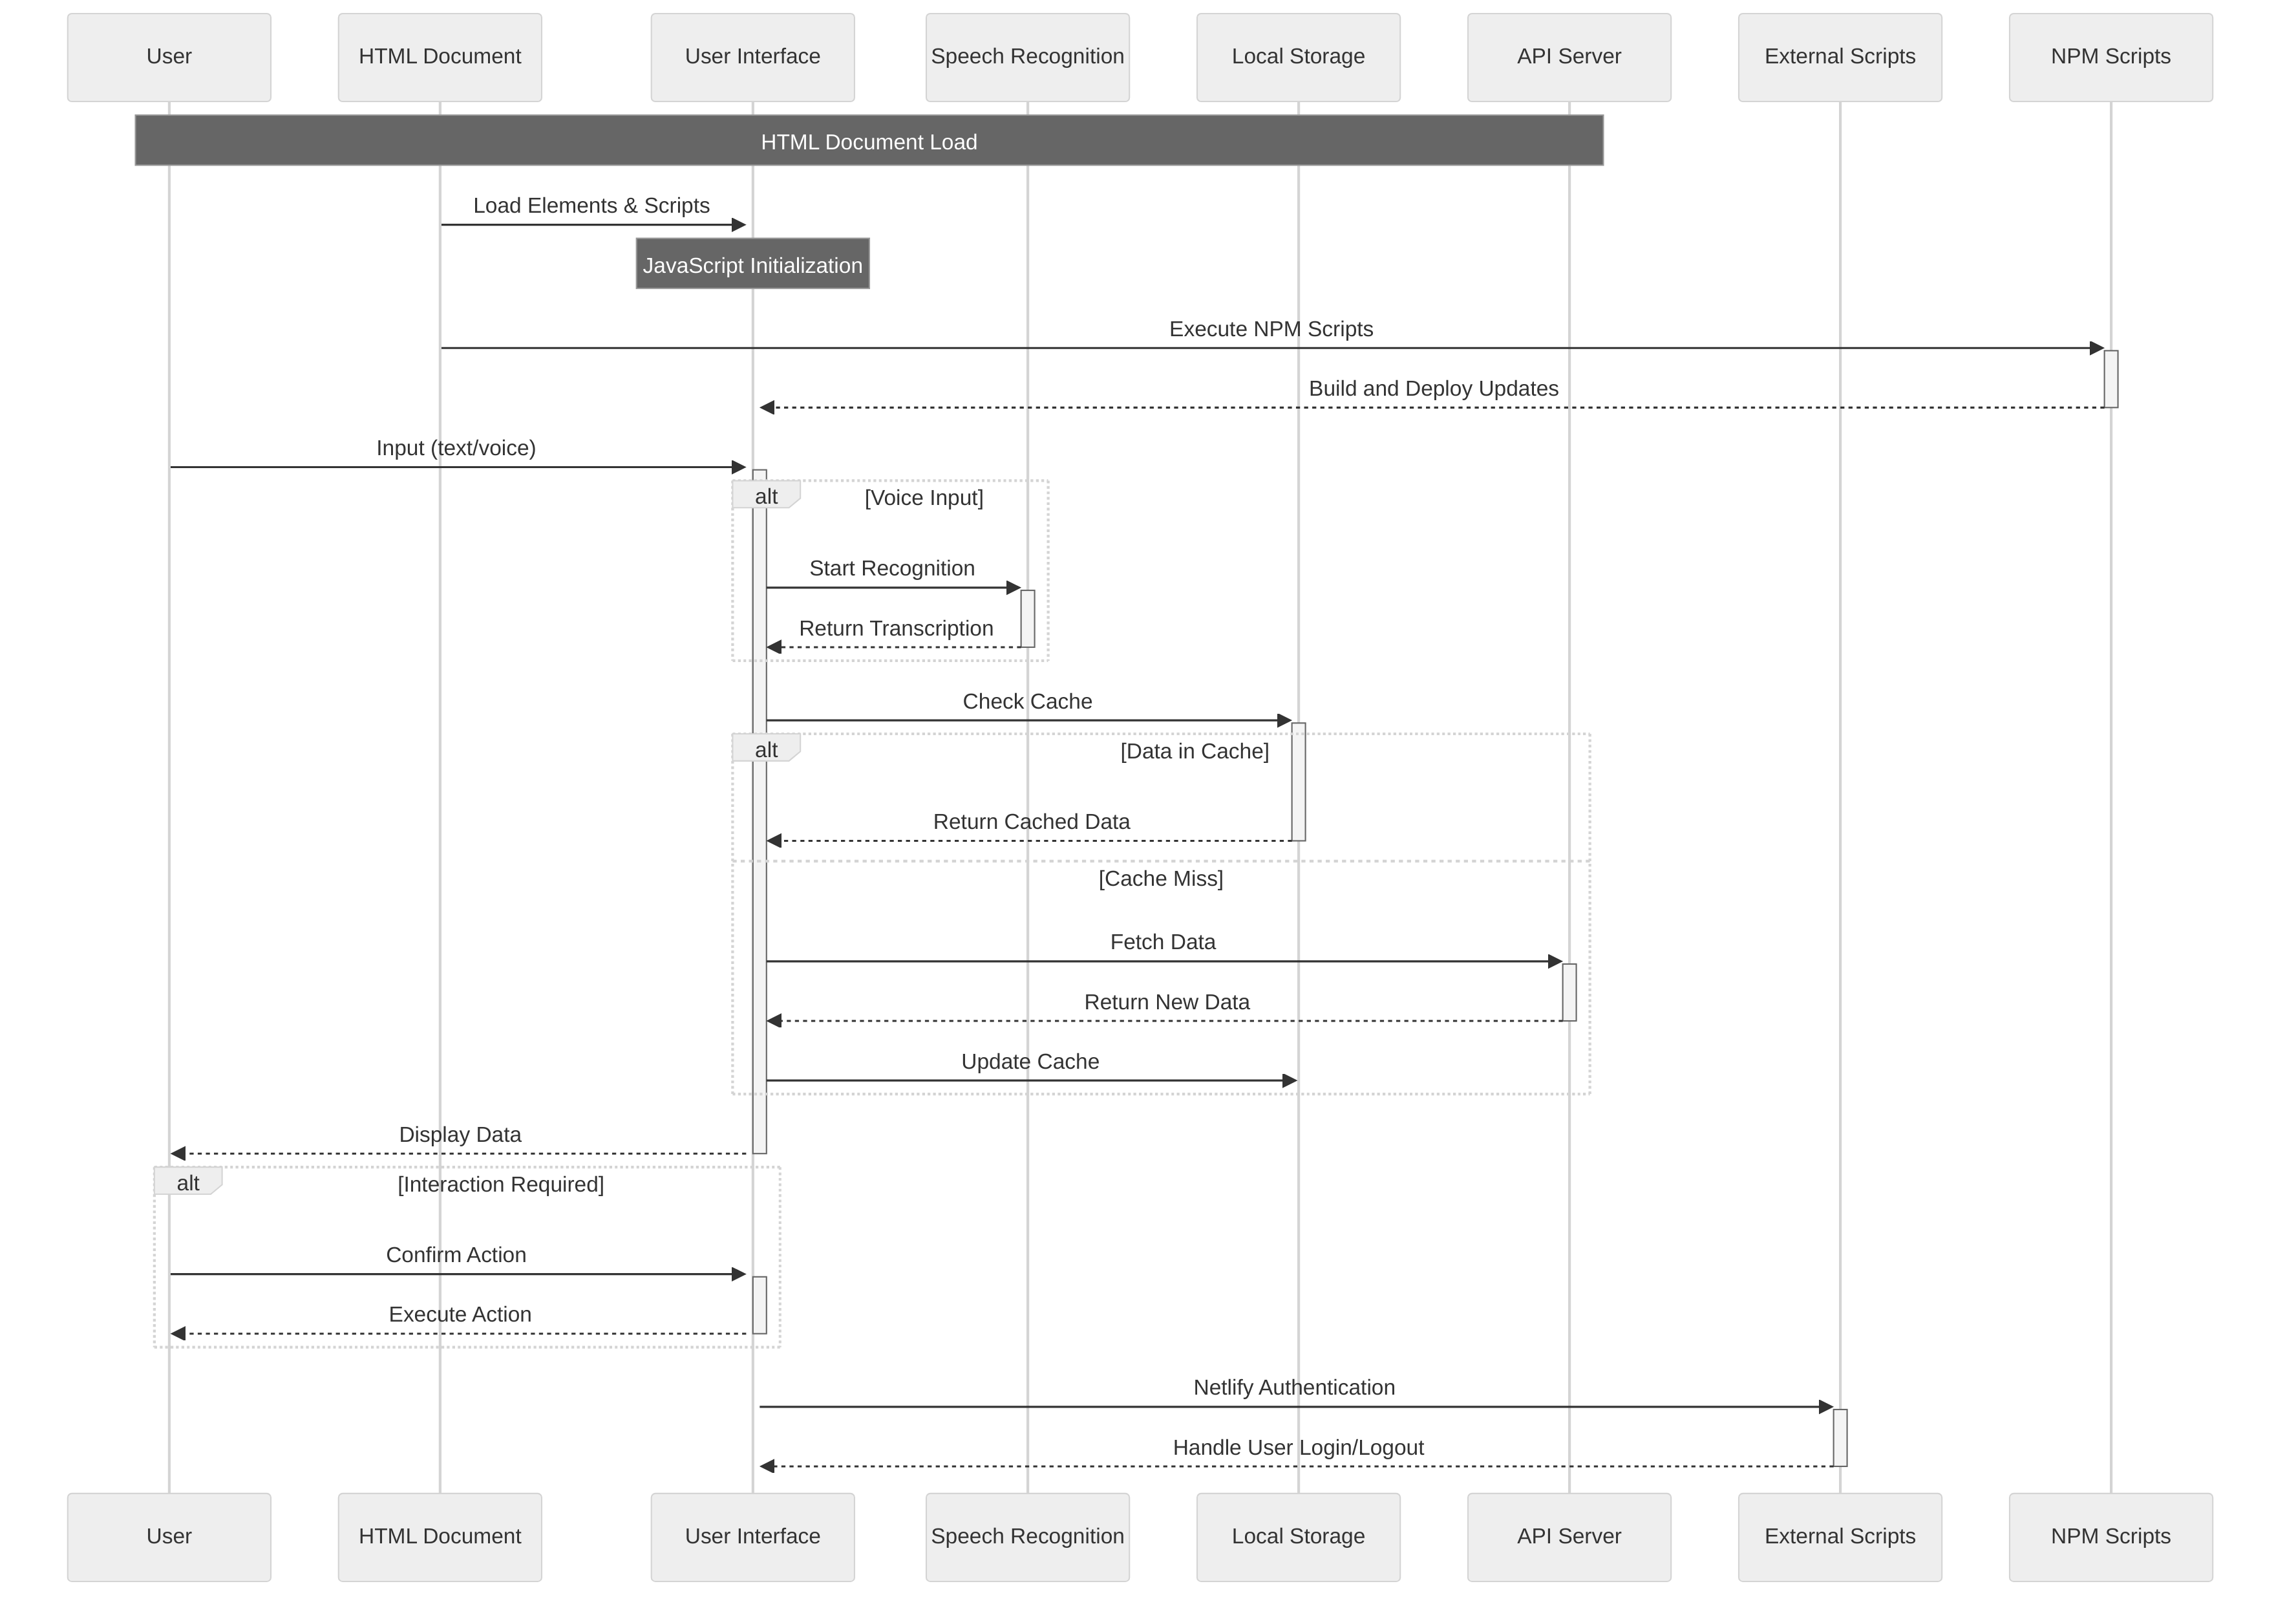 User
HTML Document
User Interface
Speech Recognition
Local Storage
API Server
External Scripts
NPM Scripts
HTML Document Load
Load Elements & Scripts
JavaScript Initialization
Execute NPM Scripts
Build and Deploy Updates
Input (text/voice)
alt
[Voice Input]
Start Recognition
Return Transcription
Check Cache
alt
[Data in Cache]
Return Cached Data
[Cache Miss]
Fetch Data
Return New Data
Update Cache
Display Data
alt
[Interaction Required]
Confirm Action
Execute Action
Netlify Authentication
Handle User Login/Logout
User
HTML Document
User Interface
Speech Recognition
Local Storage
API Server
External Scripts
NPM Scripts